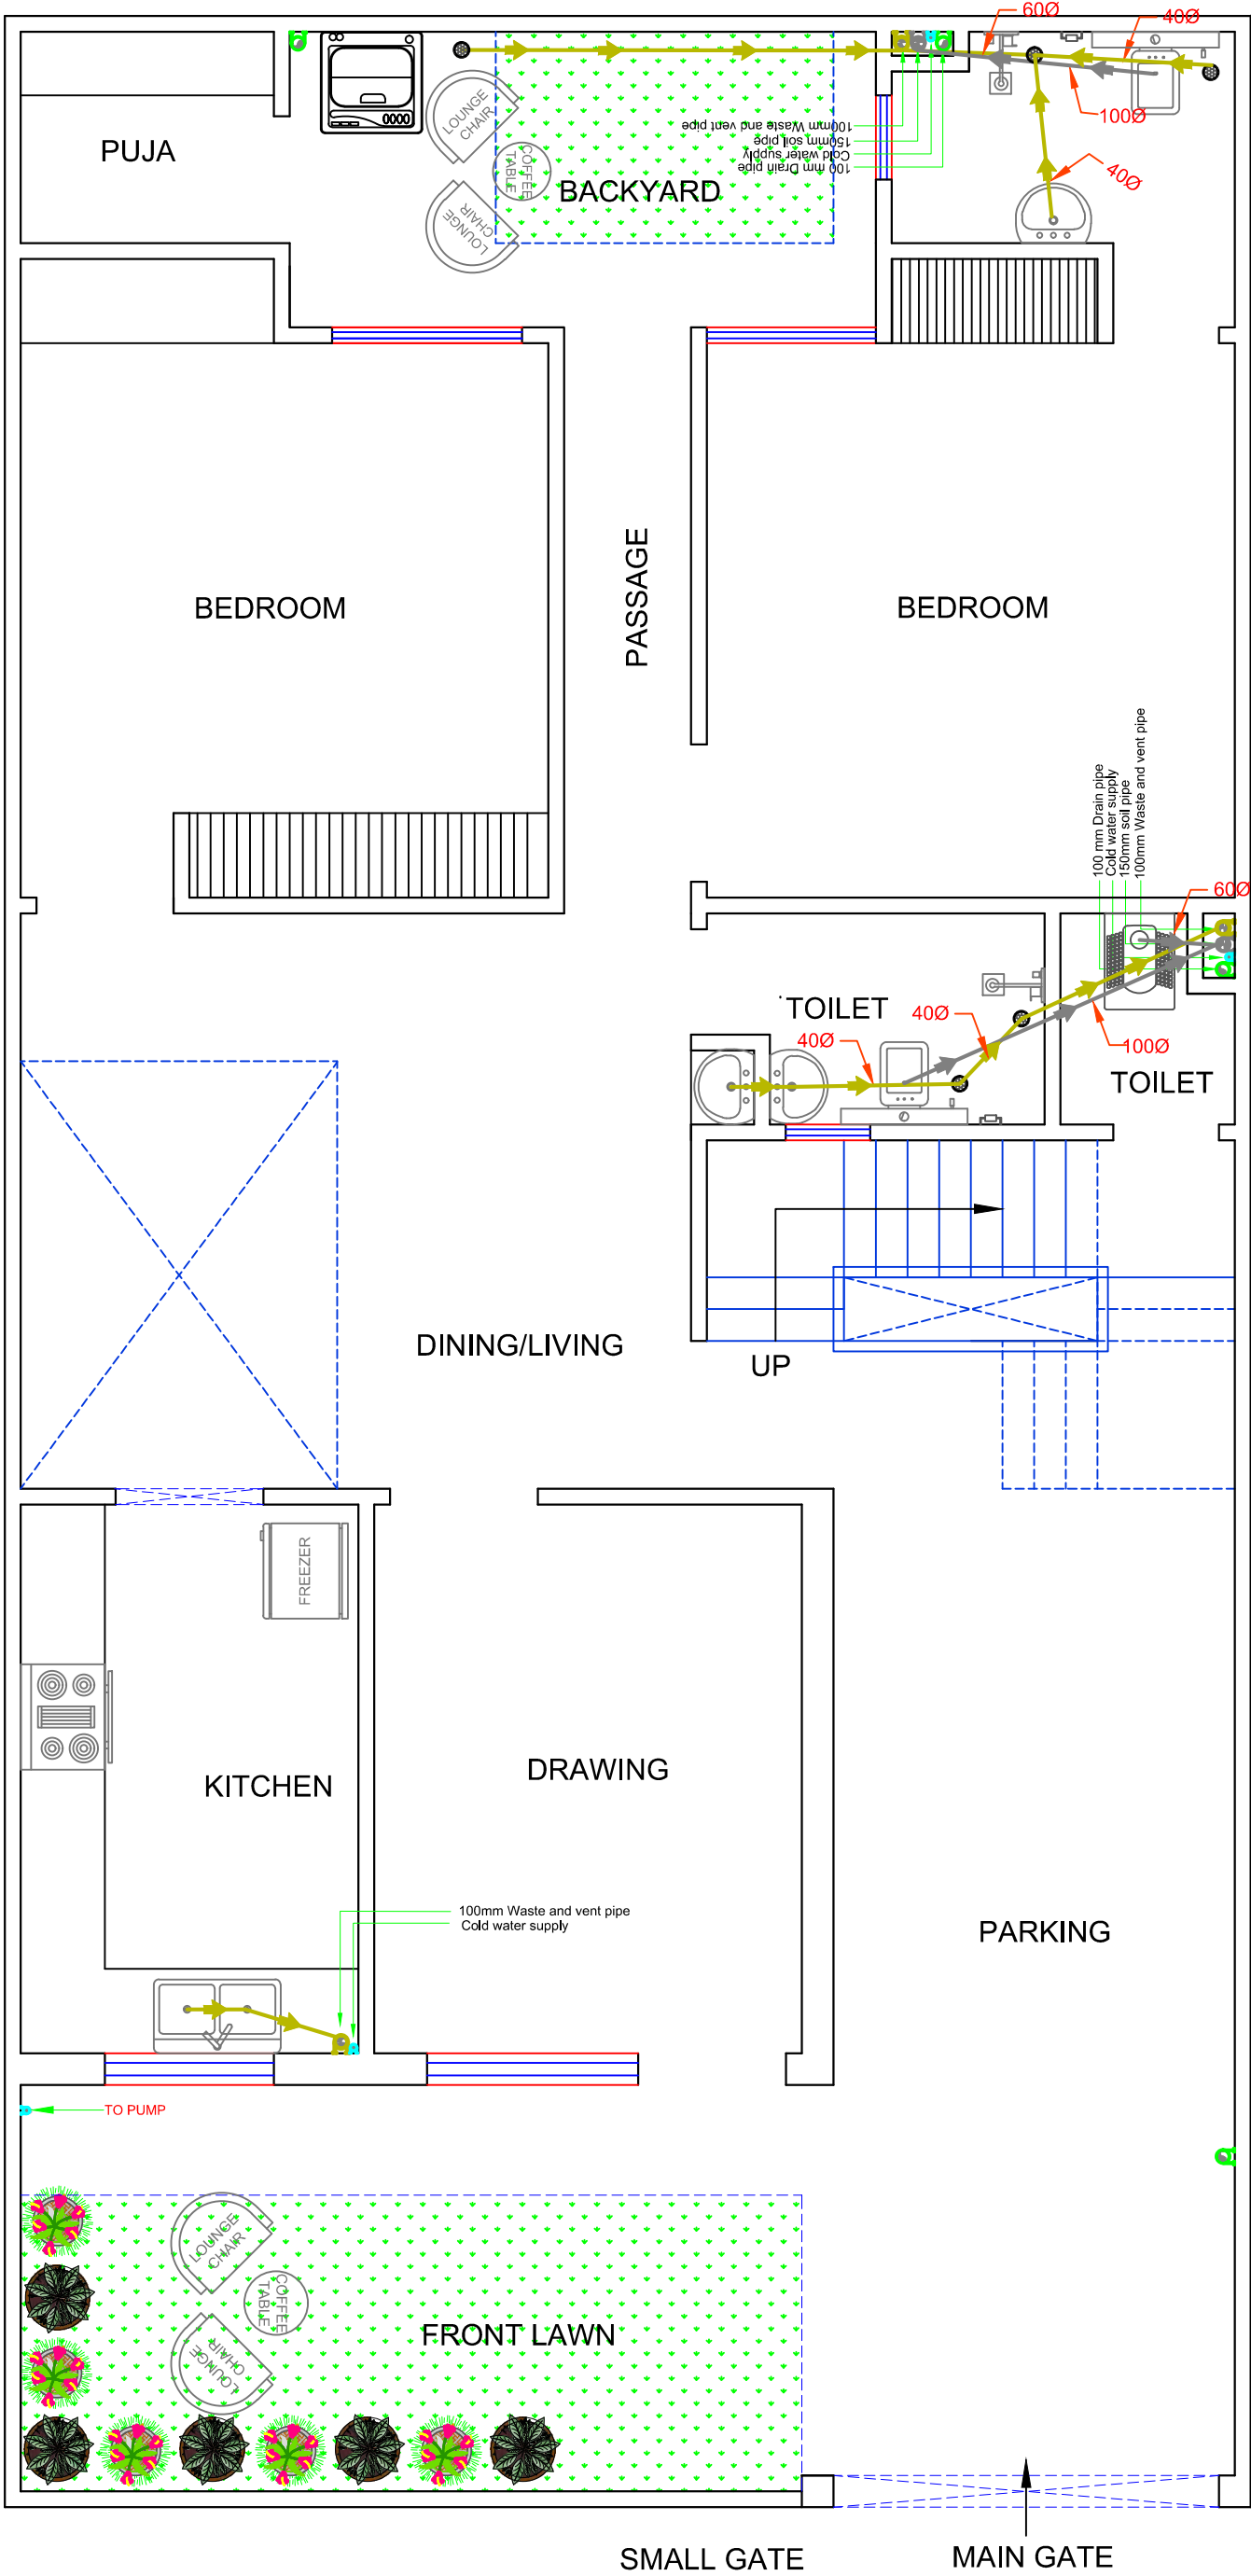 60Ø
40Ø
LOUNGE
CHAIR
PUJA
COFFEE
TABLE
100mm Waste and vent pipe
150mm soil pipe
Cold water supply
100 mm Drain pipe
100Ø
40Ø
BACKYARD
LOUNGE
CHAIR
BEDROOM
PASSAGE
BEDROOM
100 mm Drain pipe
Cold water supply
150mm soil pipe
100mm Waste and vent pipe
60Ø
TOILET
40Ø
40Ø
100Ø
TOILET
DINING/LIVING
UP
FREEZER
DRAWING
KITCHEN
100mm Waste and vent pipe
Cold water supply
PARKING
TO PUMP
LOUNGE
CHAIR
COFFEE
TABLE
FRONT LAWN
LOUNGE
CHAIR
SMALL GATE
MAIN GATE